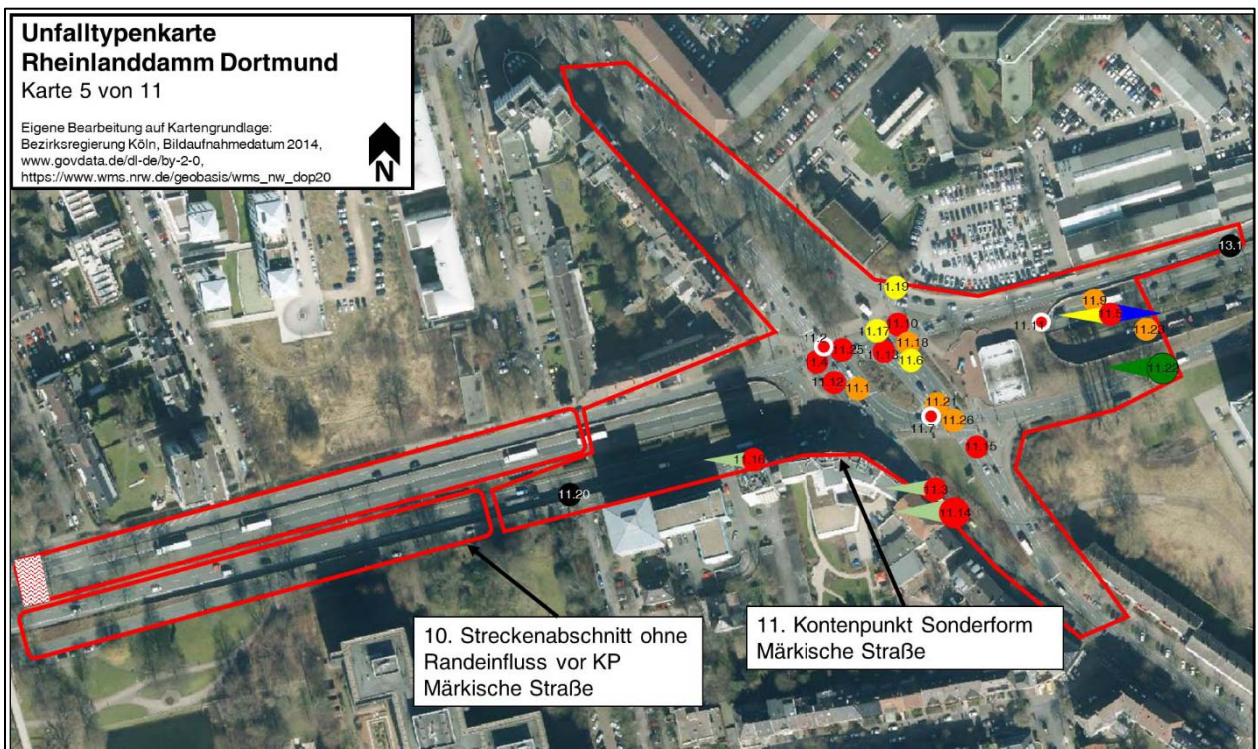 Unfalltypenkarte
Rheinlanddamm Dortmund
Karte 5 von 11
Eigene Bearbeitung auf Kartengrundlage:
Bezirksregierung Köln, Bildaufnahmedatum 2014,
www.govdata.de/dl-de/by-2-0,
https://www.wms.nrw.de/geobasis/wms_nw_dop20
N
13.1
11.19
11.9
11.5
11.11
11.23
11.10
11.17
11.2
11.25
11.18
11.13
11.6
11.4
11.22
11.12
11.1
11.21
11.7
11.26
11.15
11.16
11.3
11.20
11.14
10. Streckenabschnitt ohne
Randeinfluss vor KP
Märkische Straße
11. Kontenpunkt Sonderform
Märkische Straße